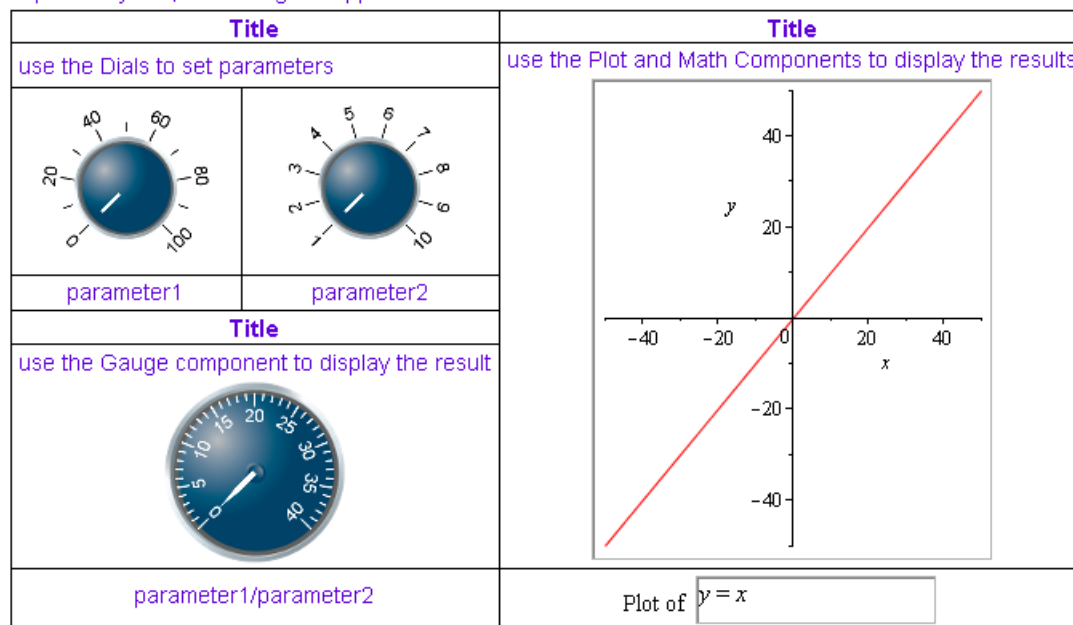 Title
use the Dials to set parameters
0 20 40 60 80 100
1 2 3 4 5 6 7 8 9 10
parameter1 parameter2
Title
use the Gauge component to display the result
0 5 10 15 20 25 30 35 40
parameter1/parameter2
Title
use the Plot and Math Components to display the results
40
y
20
−40 −20 0 20 40
x
−20
−40
Plot of y = x